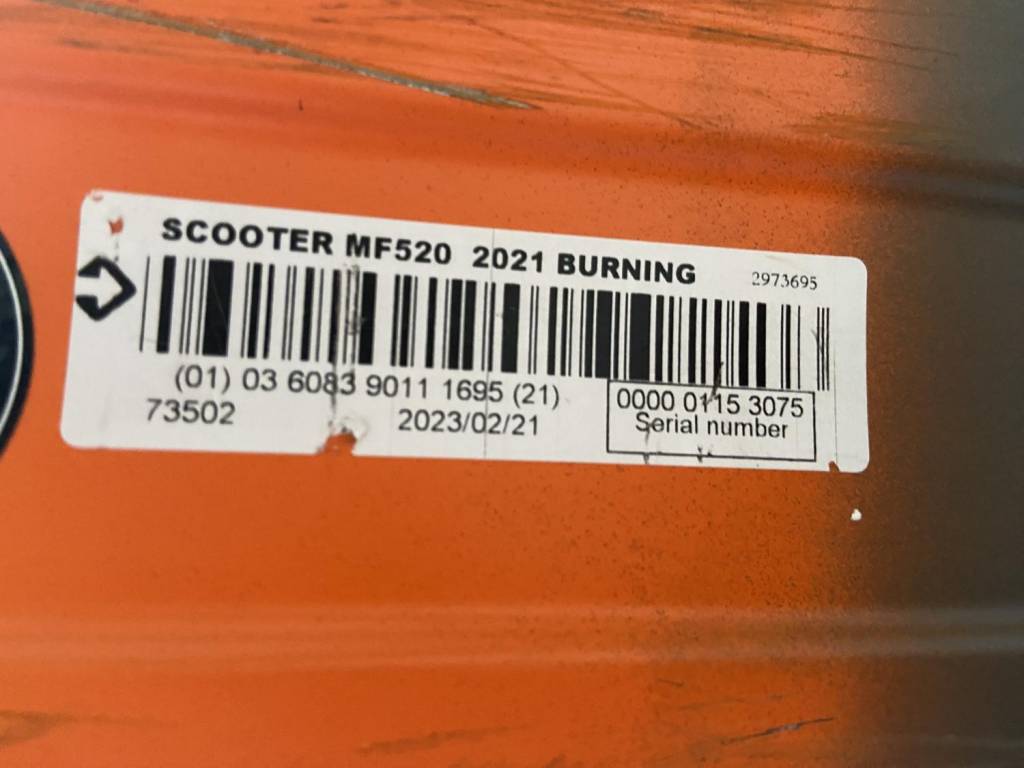 SCOOTER MF520 2021 BURNING 2973695
(01) 03 6083 9011 1695 (21)
0000 0115 3075
73502 2023/02/21
Serial number